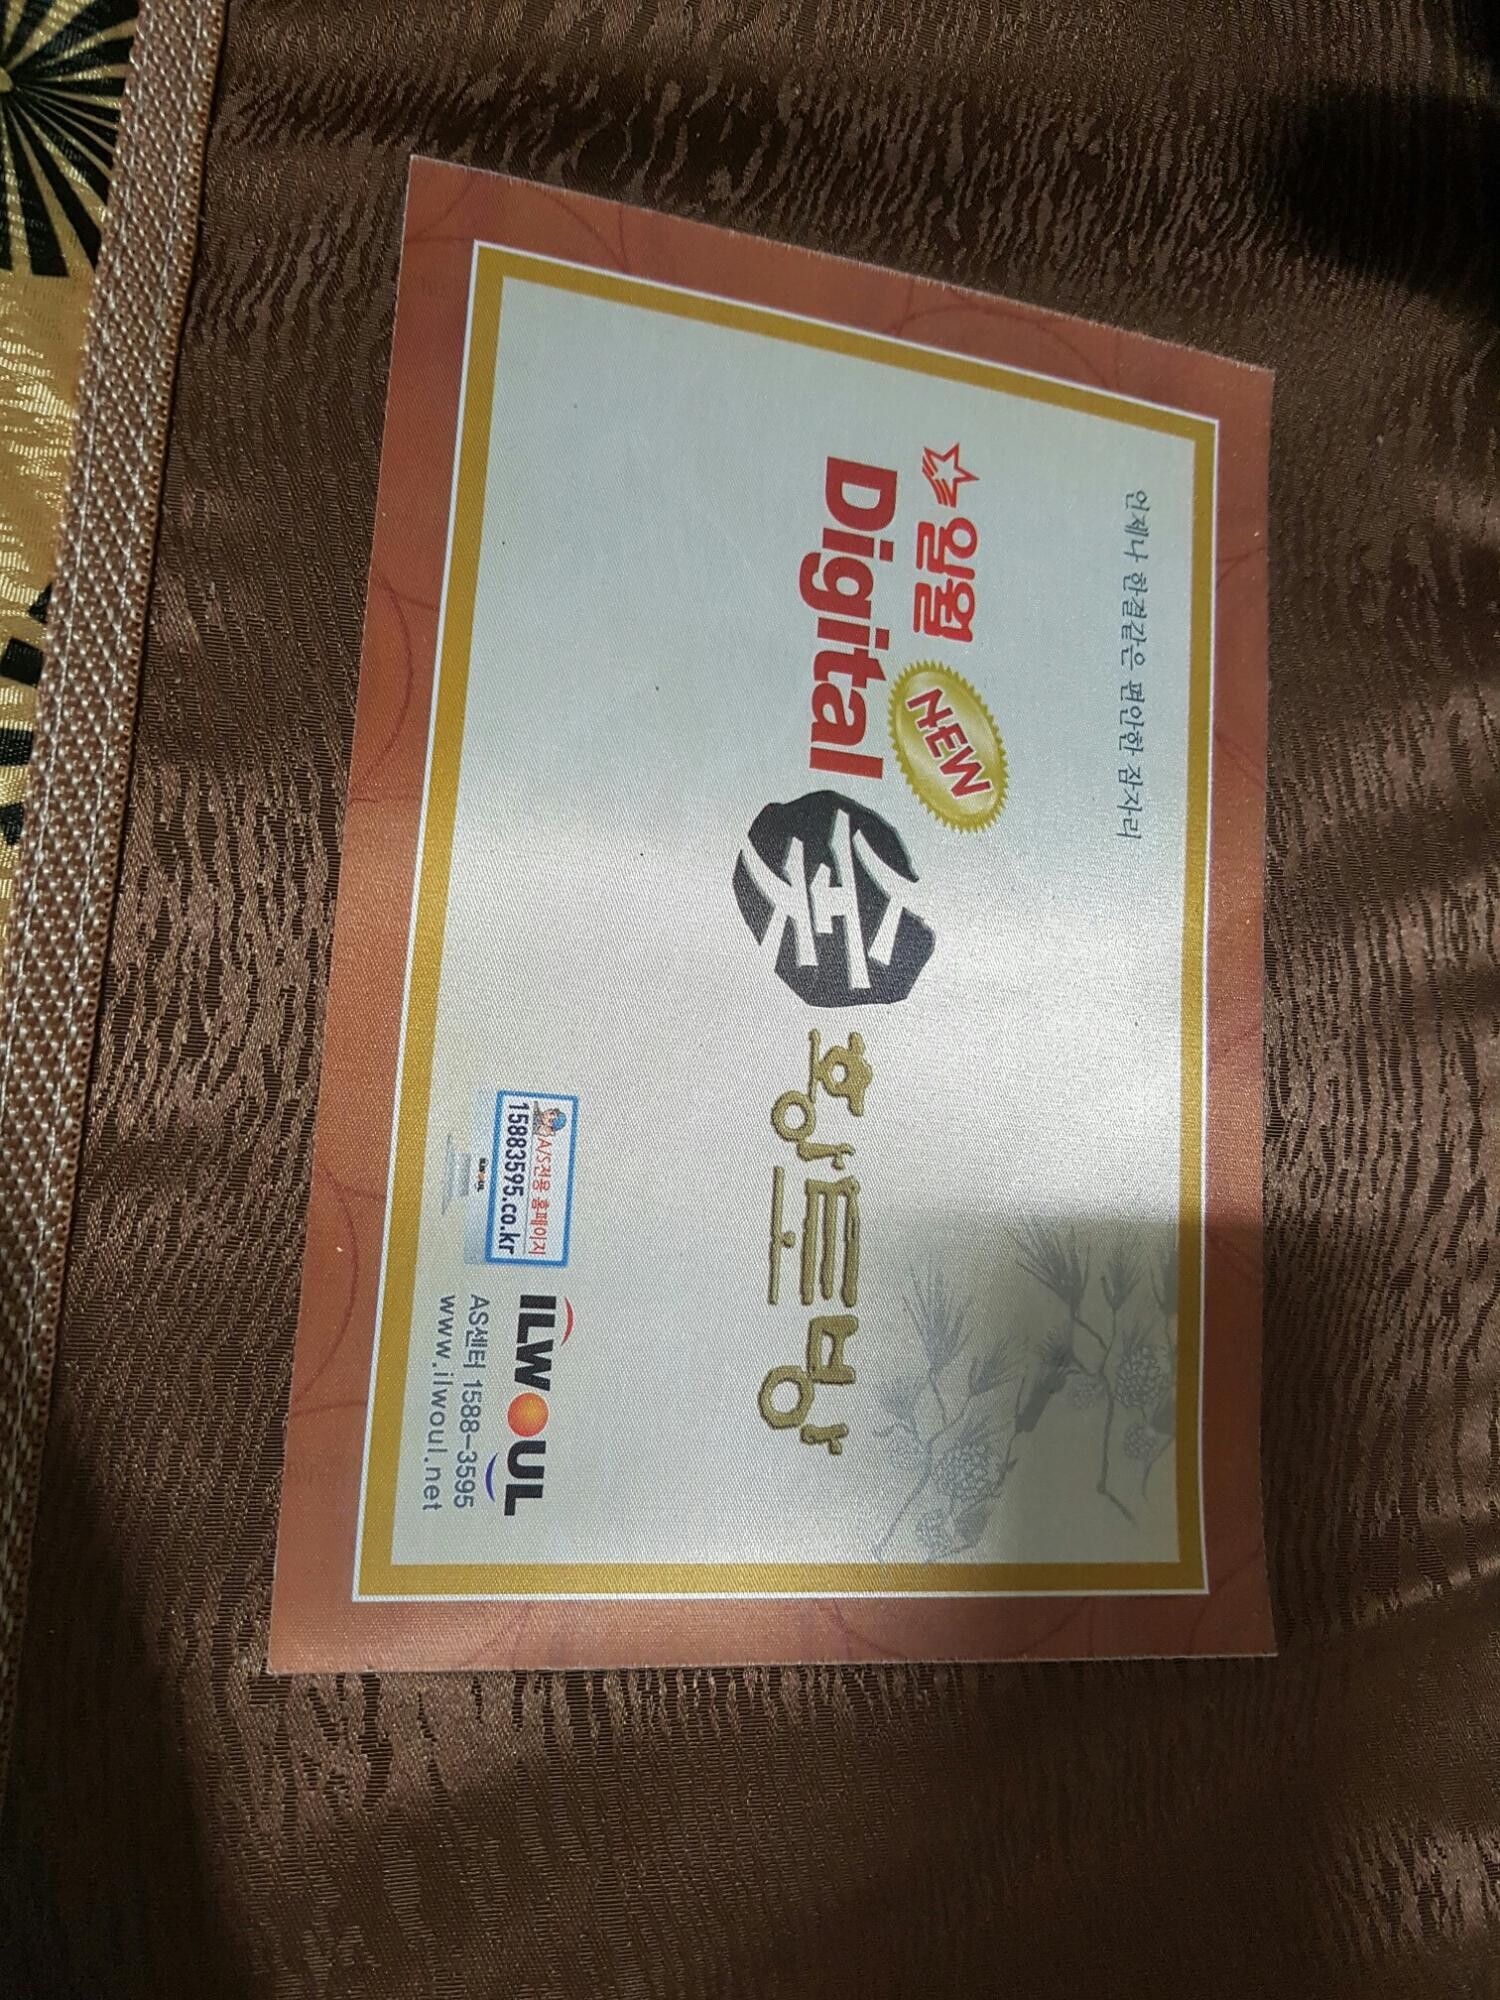 언제나 한결같은 편안한 잠자리
일월
NEW
Digital 숯 황토방
A/S전용 홈페이지
15883595.co.kr
ILWOUL
AS센터 1588-3595
www.ilwoul.net